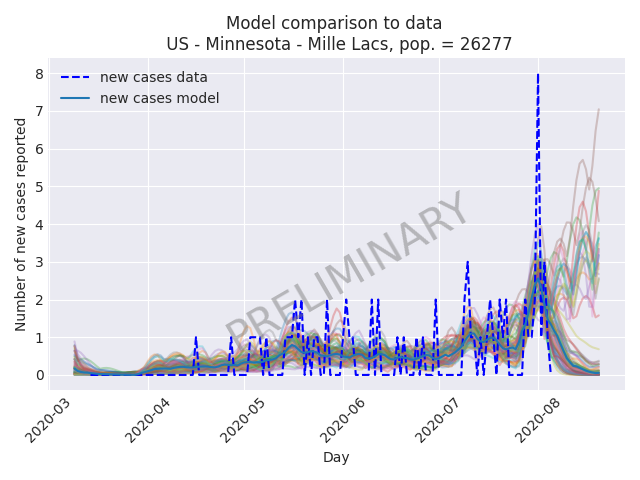 Model comparison to data
US - Minnesota - Mille Lacs, pop. = 26277
new cases data
new cases model
PRELIMINARY
Number of new cases reported
8
7
6
5
4
3
2
1
0
2020-03
2020-04
2020-05
2020-06
2020-07
2020-08
Day